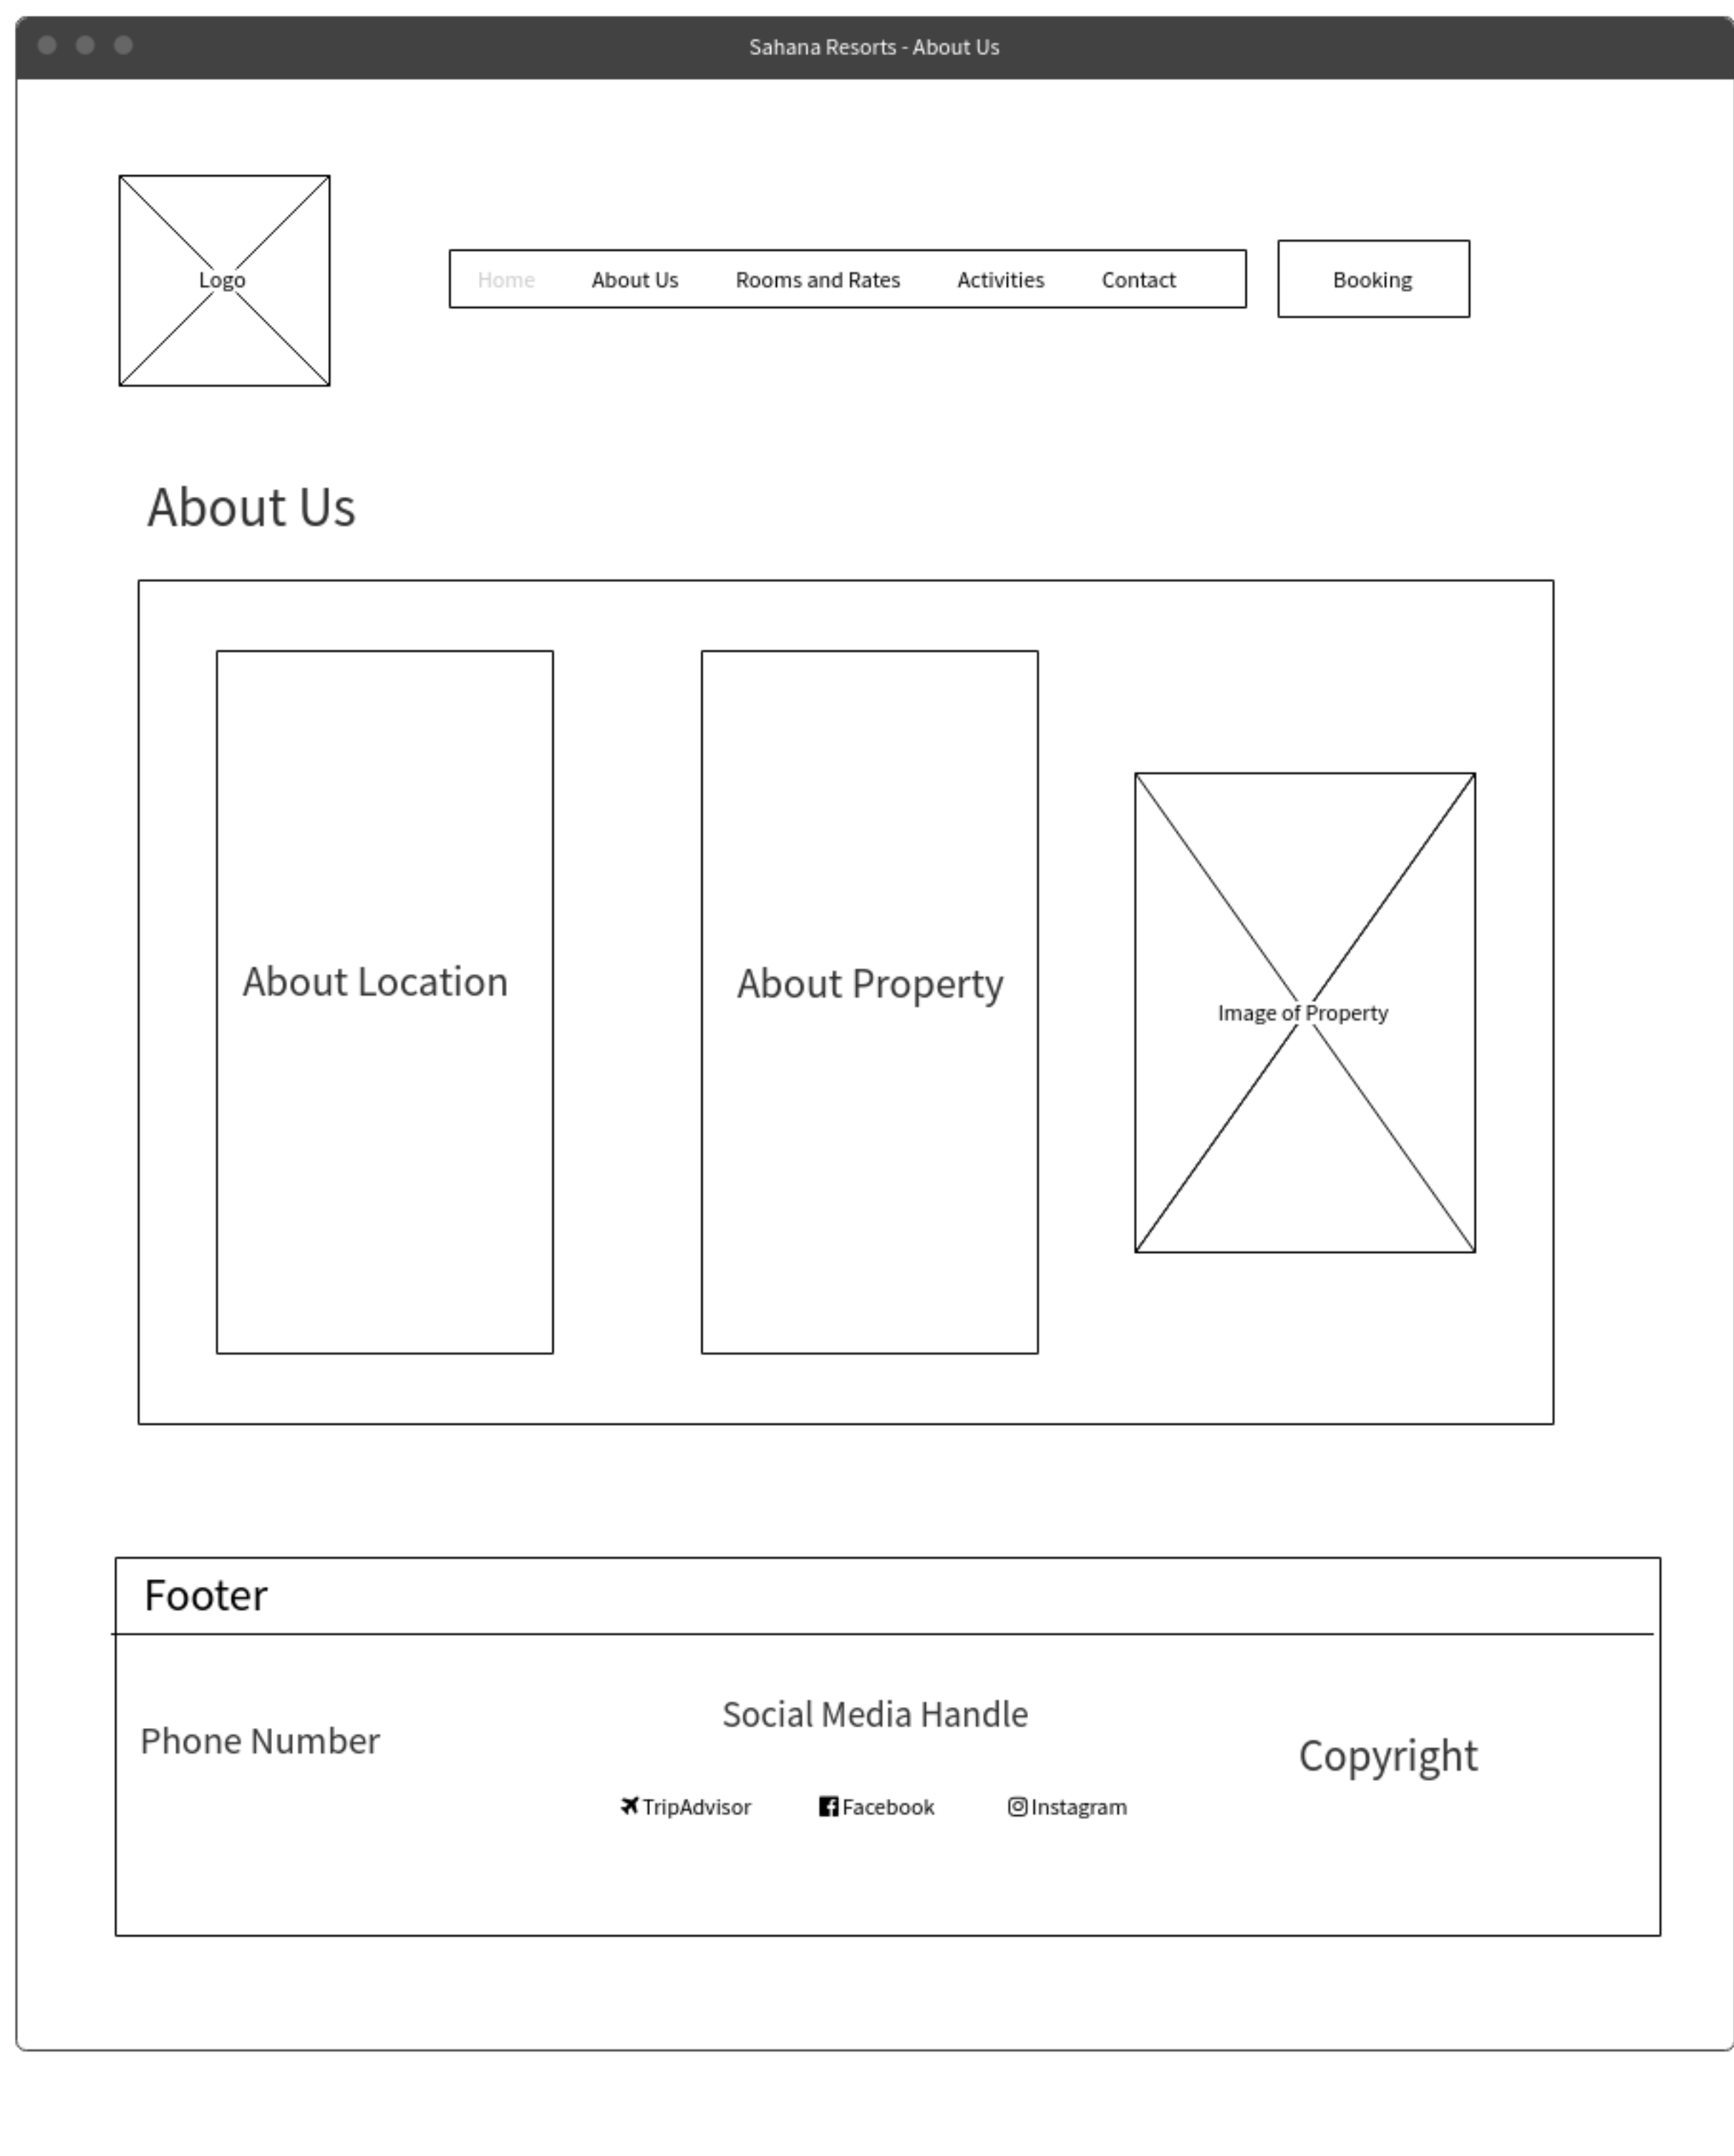 Sahana Resorts - About Us
Logo
Home About Us Rooms and Rates Activities Contact
Booking
About Us
About Location
About Property
Image of Property
Footer
Phone Number
Social Media Handle
Copyright
TripAdvisor Facebook Instagram